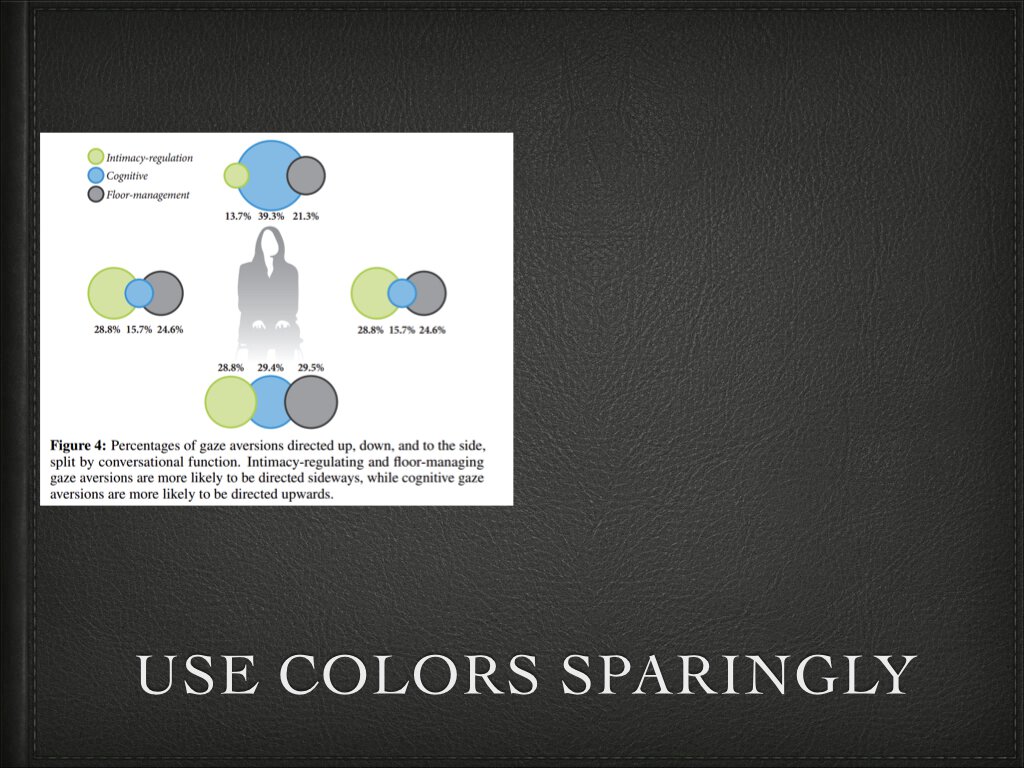 Intimacy-regulation
Cognitive
Floor-management
13.7% 39.3% 21.3%
28.8% 15.7% 24.6%
28.8% 15.7% 24.6%
28.8% 29.4% 29.5%
Figure 4: Percentages of gaze aversions directed up, down, and to the side,
split by conversational function. Intimacy-regulating and floor-managing
gaze aversions are more likely to be directed sideways, while cognitive gaze
aversions are more likely to be directed upwards.
USE COLORS SPARINGLY